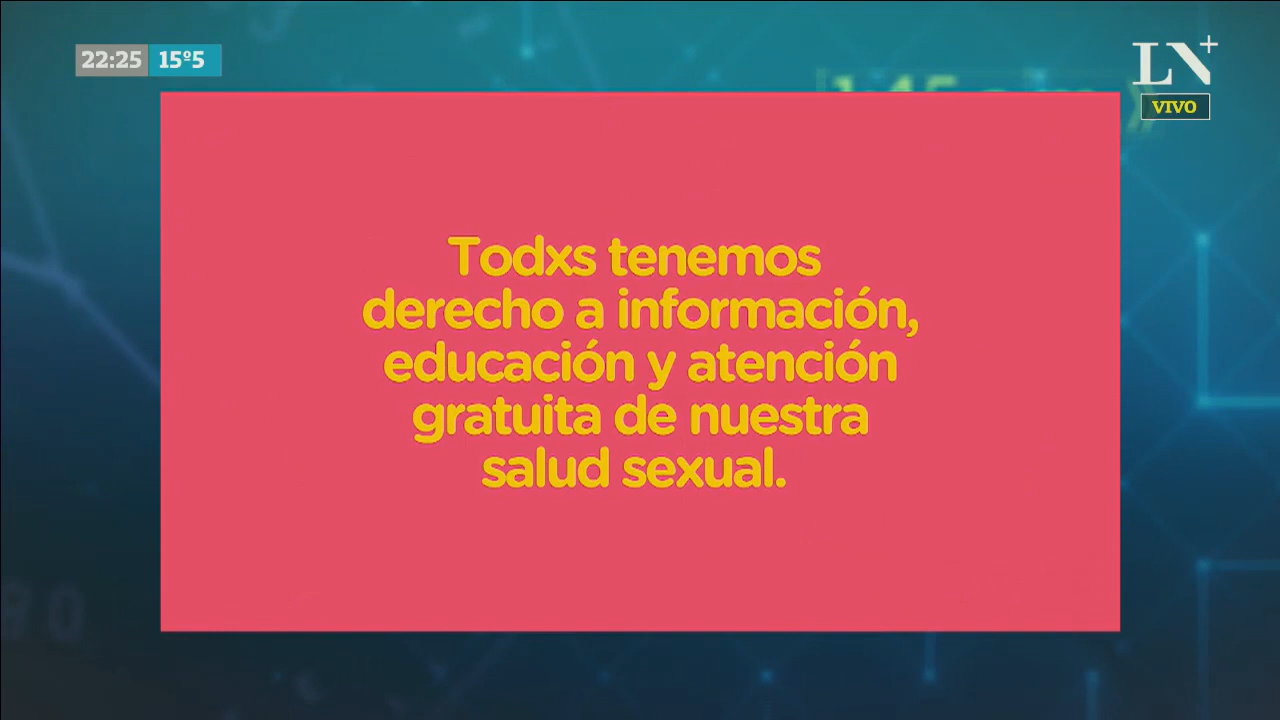 22:25 15º5
LN+
VIVO
Todxs tenemos
derecho a información,
educación y atención
gratuita de nuestra
salud sexual.